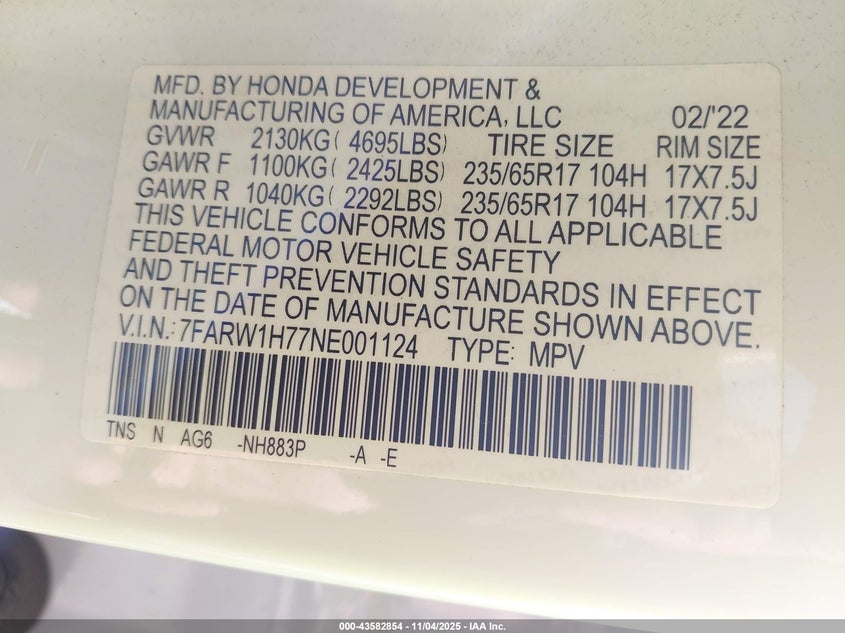 MFD. BY HONDA DEVELOPMENT &
MANUFACTURING OF AMERICA, LLC 02/'22
GVWR 2130KG( 4695LBS) TIRE SIZE RIM SIZE
GAWR F 1100KG( 2425LBS) 235/65R17 104H 17X7.5J
GAWR R 1040KG( 2292LBS) 235/65R17 104H 17X7.5J
THIS VEHICLE CONFORMS TO ALL APPLICABLE
FEDERAL MOTOR VEHICLE SAFETY
AND THEFT PREVENTION STANDARDS IN EFFECT
ON THE DATE OF MANUFACTURE SHOWN ABOVE.
V.I.N.: 7FARW1H77NE001124 TYPE: MPV
TNS N AG6 -NH883P -A -E
000-43582854 - 11/04/2025 - IAA Inc.